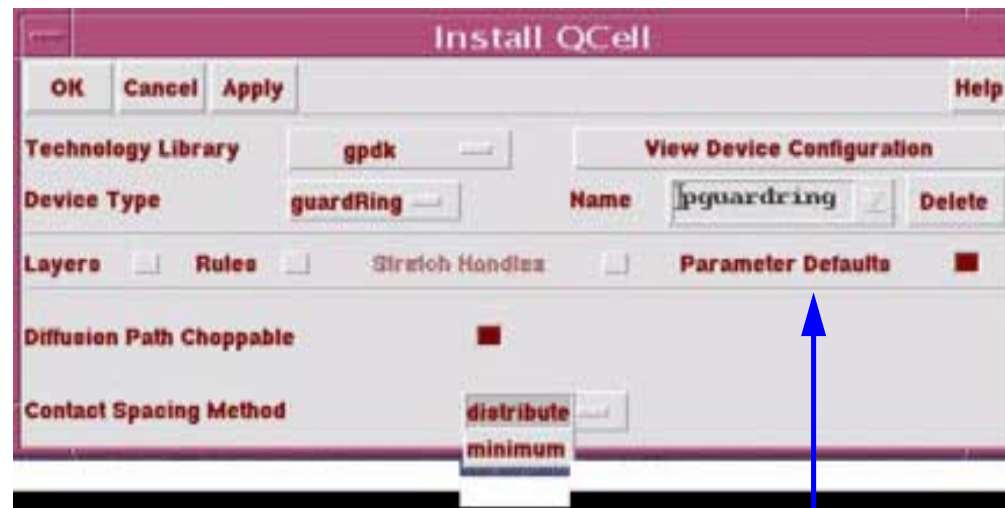 Install QCell
OK Cancel Apply Help
Technology Library gpdk View Device Configuration
Device Type guardRing Name pguardring Delete
Layers Rules Stretch Handles Parameter Defaults
Diffusion Path Choppable
Contact Spacing Method distribute
minimum